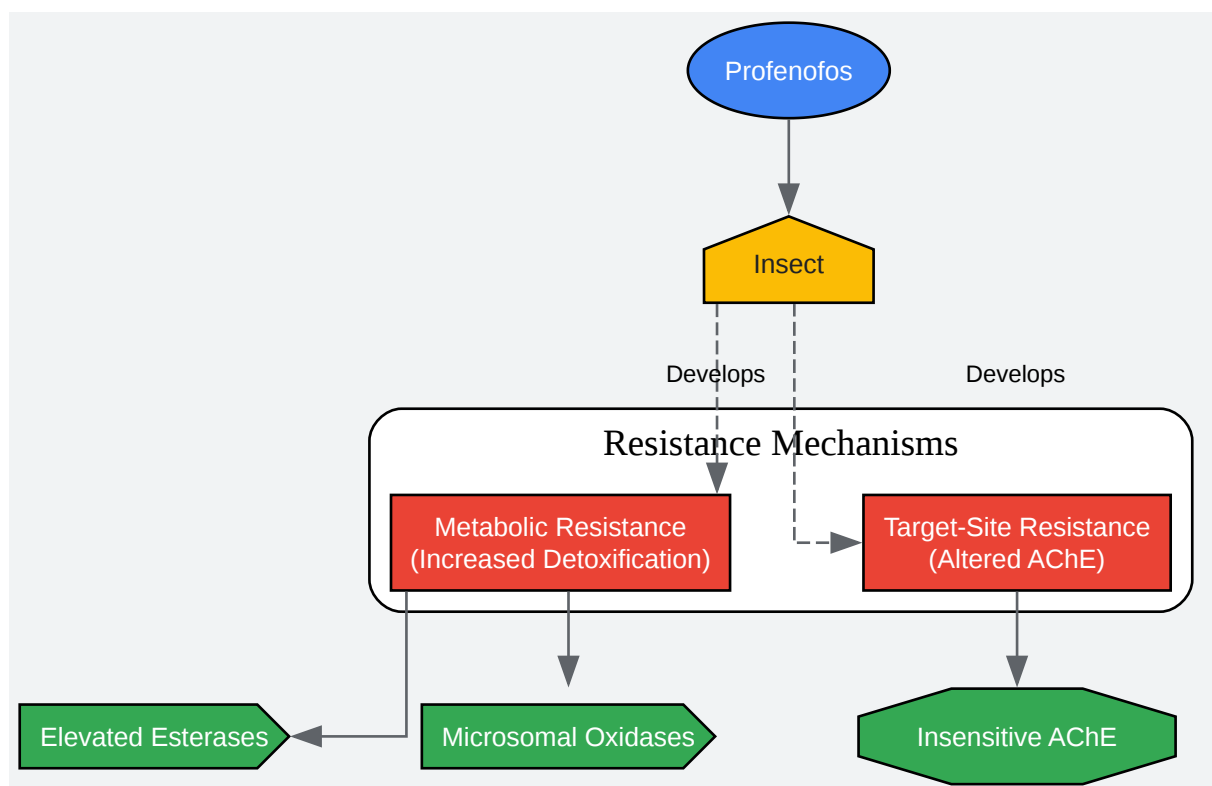 Profenofos
Insect
Develops
Develops
Resistance Mechanisms
Metabolic Resistance
(Increased Detoxification)
Target-Site Resistance
(Altered AChE)
Elevated Esterases
Microsomal Oxidases
Insensitive AChE